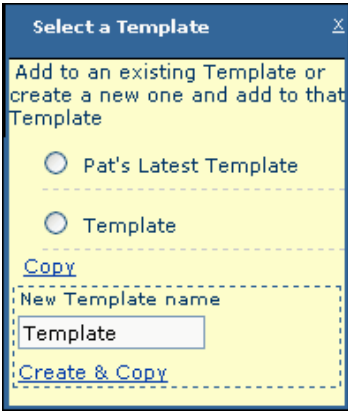 Select a Template X
Add to an existing Template or
create a new one and add to that
Template
Pat's Latest Template
Template
Copy
New Template name
Template
Create & Copy